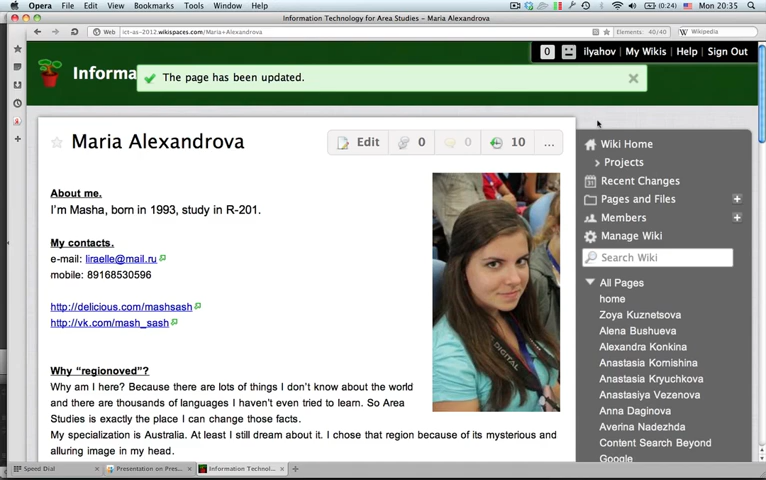 Opera File Edit View Bookmarks Tools Window Help (0:24) Mon 20:35
Information Technology for Area Studies – Maria Alexandrova
Web ict-as-2012.wikispaces.com/Maria+Alexandrova Elements: 40/40 Wikipedia
0 ilyahov My Wikis Help Sign Out
Informa
The page has been updated.
Maria Alexandrova
Edit 0 0 10 ...
About me.
I'm Masha, born in 1993, study in R-201.
My contacts.
e-mail: liraelle@mail.ru
mobile: 89168530596
http://delicious.com/mashsash
http://vk.com/mash_sash
Why "regionoved"?
Why am I here? Because there are lots of things I don't know about the world
and there are thousands of languages I haven't even tried to learn. So Area
Studies is exactly the place I can change those facts.
My specialization is Australia. At least I still dream about it. I chose that region because of its mysterious and
alluring image in my head.
DIGITAL
Wiki Home
Projects
Recent Changes
Pages and Files
Members
Manage Wiki
Search Wiki
All Pages
home
Zoya Kuznetsova
Alena Bushueva
Alexandra Konkina
Anastasia Kornishina
Anastasia Kryuchkova
Anastasiya Vezenova
Anna Daginova
Averina Nadezhda
Content Search Beyond
Google
Speed Dial
Presentation on Pres...
Information Technol...